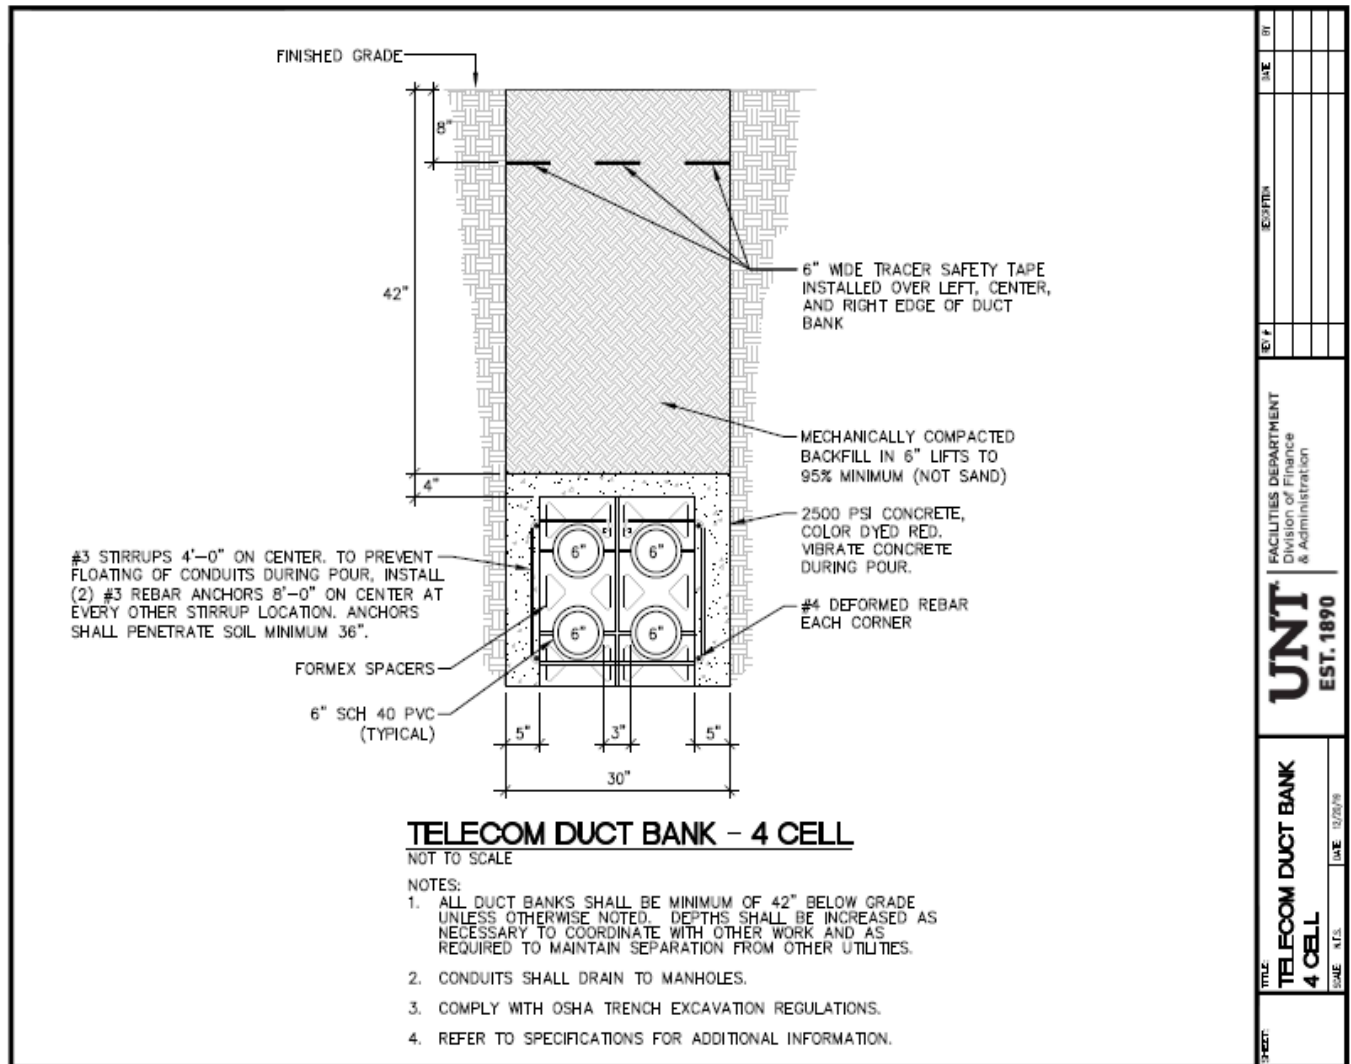 FINISHED GRADE
8"
42"
6" WIDE TRACER SAFETY TAPE
INSTALLED OVER LEFT, CENTER,
AND RIGHT EDGE OF DUCT
BANK
MECHANICALLY COMPACTED
BACKFILL IN 6" LIFTS TO
95% MINIMUM (NOT SAND)
4"
2500 PSI CONCRETE,
COLOR DYED RED.
VIBRATE CONCRETE
DURING POUR.
#3 STIRRUPS 4'-0" ON CENTER. TO PREVENT
FLOATING OF CONDUITS DURING POUR, INSTALL
(2) #3 REBAR ANCHORS 8'-0" ON CENTER AT
EVERY OTHER STIRRUP LOCATION. ANCHORS
SHALL PENETRATE SOIL MINIMUM 36".
6" 6"
6" 6"
#4 DEFORMED REBAR
EACH CORNER
FORMEX SPACERS
6" SCH 40 PVC
(TYPICAL)
5" 3" 5"
30"
TELECOM DUCT BANK - 4 CELL
NOT TO SCALE
NOTES:
1. ALL DUCT BANKS SHALL BE MINIMUM OF 42" BELOW GRADE
UNLESS OTHERWISE NOTED. DEPTHS SHALL BE INCREASED AS
NECESSARY TO COORDINATE WITH OTHER WORK AND AS
REQUIRED TO MAINTAIN SEPARATION FROM OTHER UTILITIES.
2. CONDUITS SHALL DRAIN TO MANHOLES.
3. COMPLY WITH OSHA TRENCH EXCAVATION REGULATIONS.
4. REFER TO SPECIFICATIONS FOR ADDITIONAL INFORMATION.
REV # DESCRIPTION DATE BY
UNT
EST. 1890
FACILITIES DEPARTMENT
Division of Finance
& Administration
TITLE:
TELECOM DUCT BANK
4 CELL
SCALE: N.T.S. DATE: 12/20/19
SHEET: